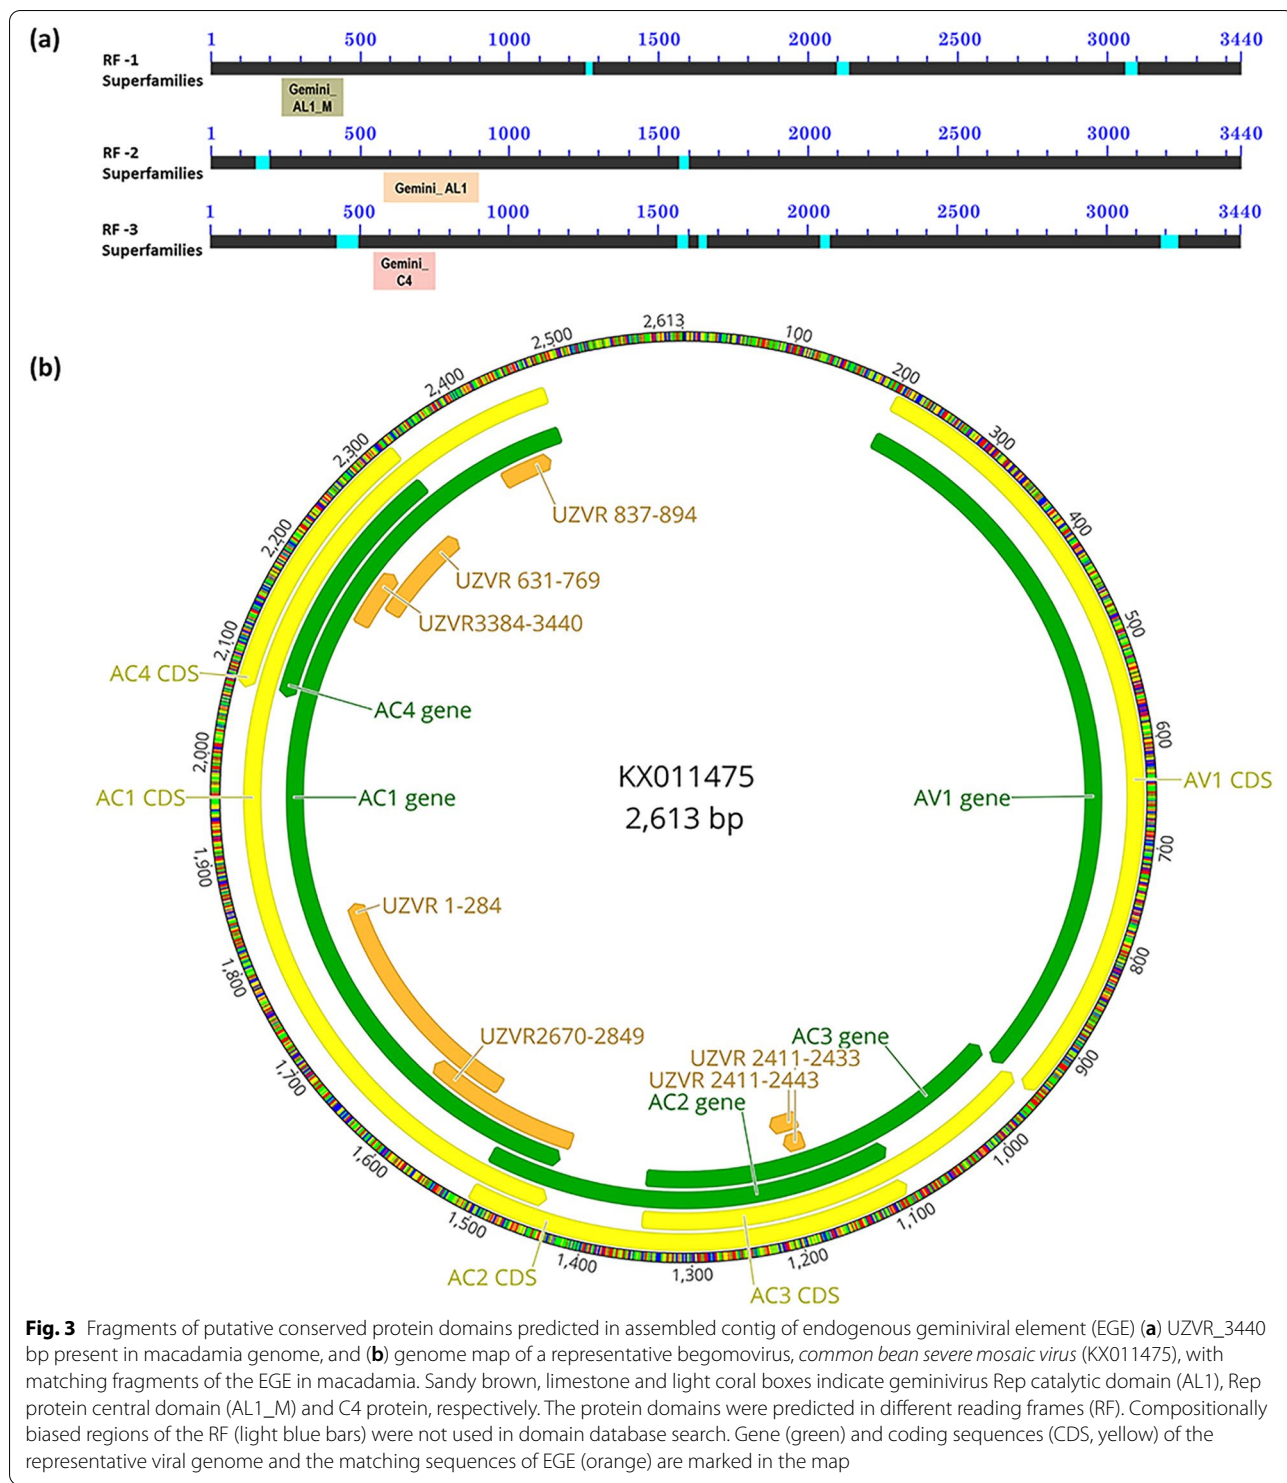 (a)
1 500 1000 1500 2000 2500 3000 3440
RF -1
Superfamilies
Gemini_
AL1_M
1 500 1000 1500 2000 2500 3000 3440
RF -2
Superfamilies
Gemini_ AL1
1 500 1000 1500 2000 2500 3000 3440
RF -3
Superfamilies
Gemini_
C4
(b)
2,613
100
200
300
400
500
600
700
800
900
1,000
1,100
1,200
1,300
1,400
1,500
1,600
1,700
1,800
1,900
2,000
2,100
2,200
2,300
2,400
2,500
UZVR 837-894
UZVR 631-769
UZVR3384-3440
AC4 CDS
AC4 gene
AC1 CDS
AC1 gene
KX011475
2,613 bp
AV1 gene
AV1 CDS
UZVR 1-284
UZVR2670-2849
AC3 gene
UZVR 2411-2433
UZVR 2411-2443
AC2 gene
AC2 CDS
AC3 CDS
Fig. 3 Fragments of putative conserved protein domains predicted in assembled contig of endogenous geminiviral element (EGE) (a) UZVR_3440
bp present in macadamia genome, and (b) genome map of a representative begomovirus, common bean severe mosaic virus (KX011475), with
matching fragments of the EGE in macadamia. Sandy brown, limestone and light coral boxes indicate geminivirus Rep catalytic domain (AL1), Rep
protein central domain (AL1_M) and C4 protein, respectively. The protein domains were predicted in different reading frames (RF). Compositionally
biased regions of the RF (light blue bars) were not used in domain database search. Gene (green) and coding sequences (CDS, yellow) of the
representative viral genome and the matching sequences of EGE (orange) are marked in the map